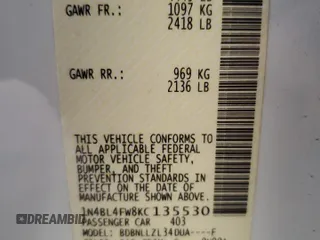 GAWR FR.: 1097 KG
2418 LB
GAWR RR.: 969 KG
2136 LB
THIS VEHICLE CONFORMS TO
ALL APPLICABLE FEDERAL
MOTOR VEHICLE SAFETY,
BUMPER, AND THEFT
PREVENTION STANDARDS IN
EFFECT ON THE DATE OF
MANUFACTURE SHOWN ABOVE.
1N4BL4FW8KC135530
PASSENGER CAR 403
MODEL: BDBNLLZL34DUA----F
DREAMBID